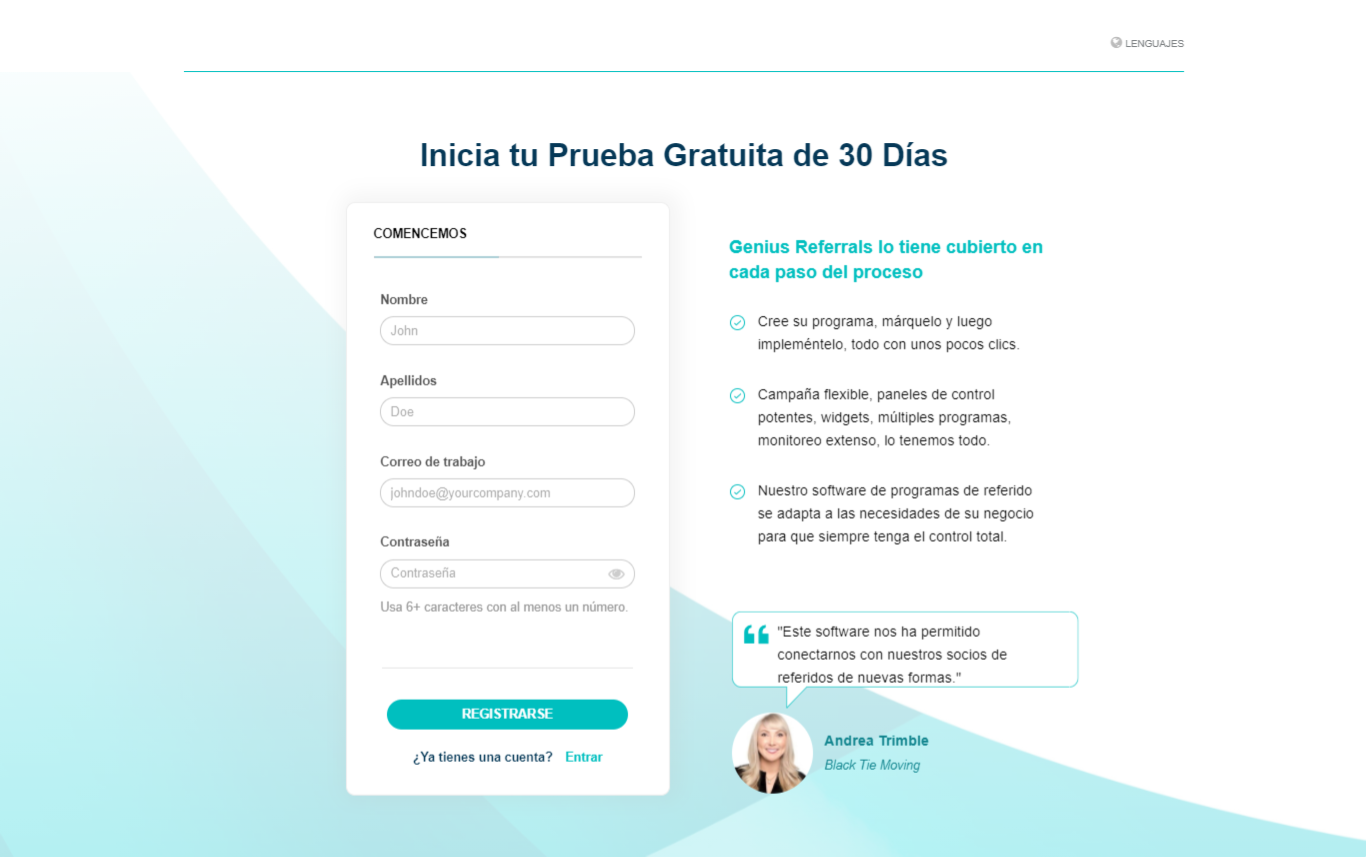 LENGUAJES
Inicia tu Prueba Gratuita de 30 Días
COMENCEMOS
Nombre
John
Apellidos
Doe
Correo de trabajo
johndoe@yourcompany.com
Contraseña
Contraseña
Usa 6+ caracteres con al menos un número.
REGISTRARSE
¿Ya tienes una cuenta? Entrar
Genius Referrals lo tiene cubierto en
cada paso del proceso
Cree su programa, márquelo y luego
impleméntelo, todo con unos pocos clics.
Campaña flexible, paneles de control
potentes, widgets, múltiples programas,
monitoreo extenso, lo tenemos todo.
Nuestro software de programas de referido
se adapta a las necesidades de su negocio
para que siempre tenga el control total.
"Este software nos ha permitido
conectarnos con nuestros socios de
referidos de nuevas formas."
Andrea Trimble
Black Tie Moving